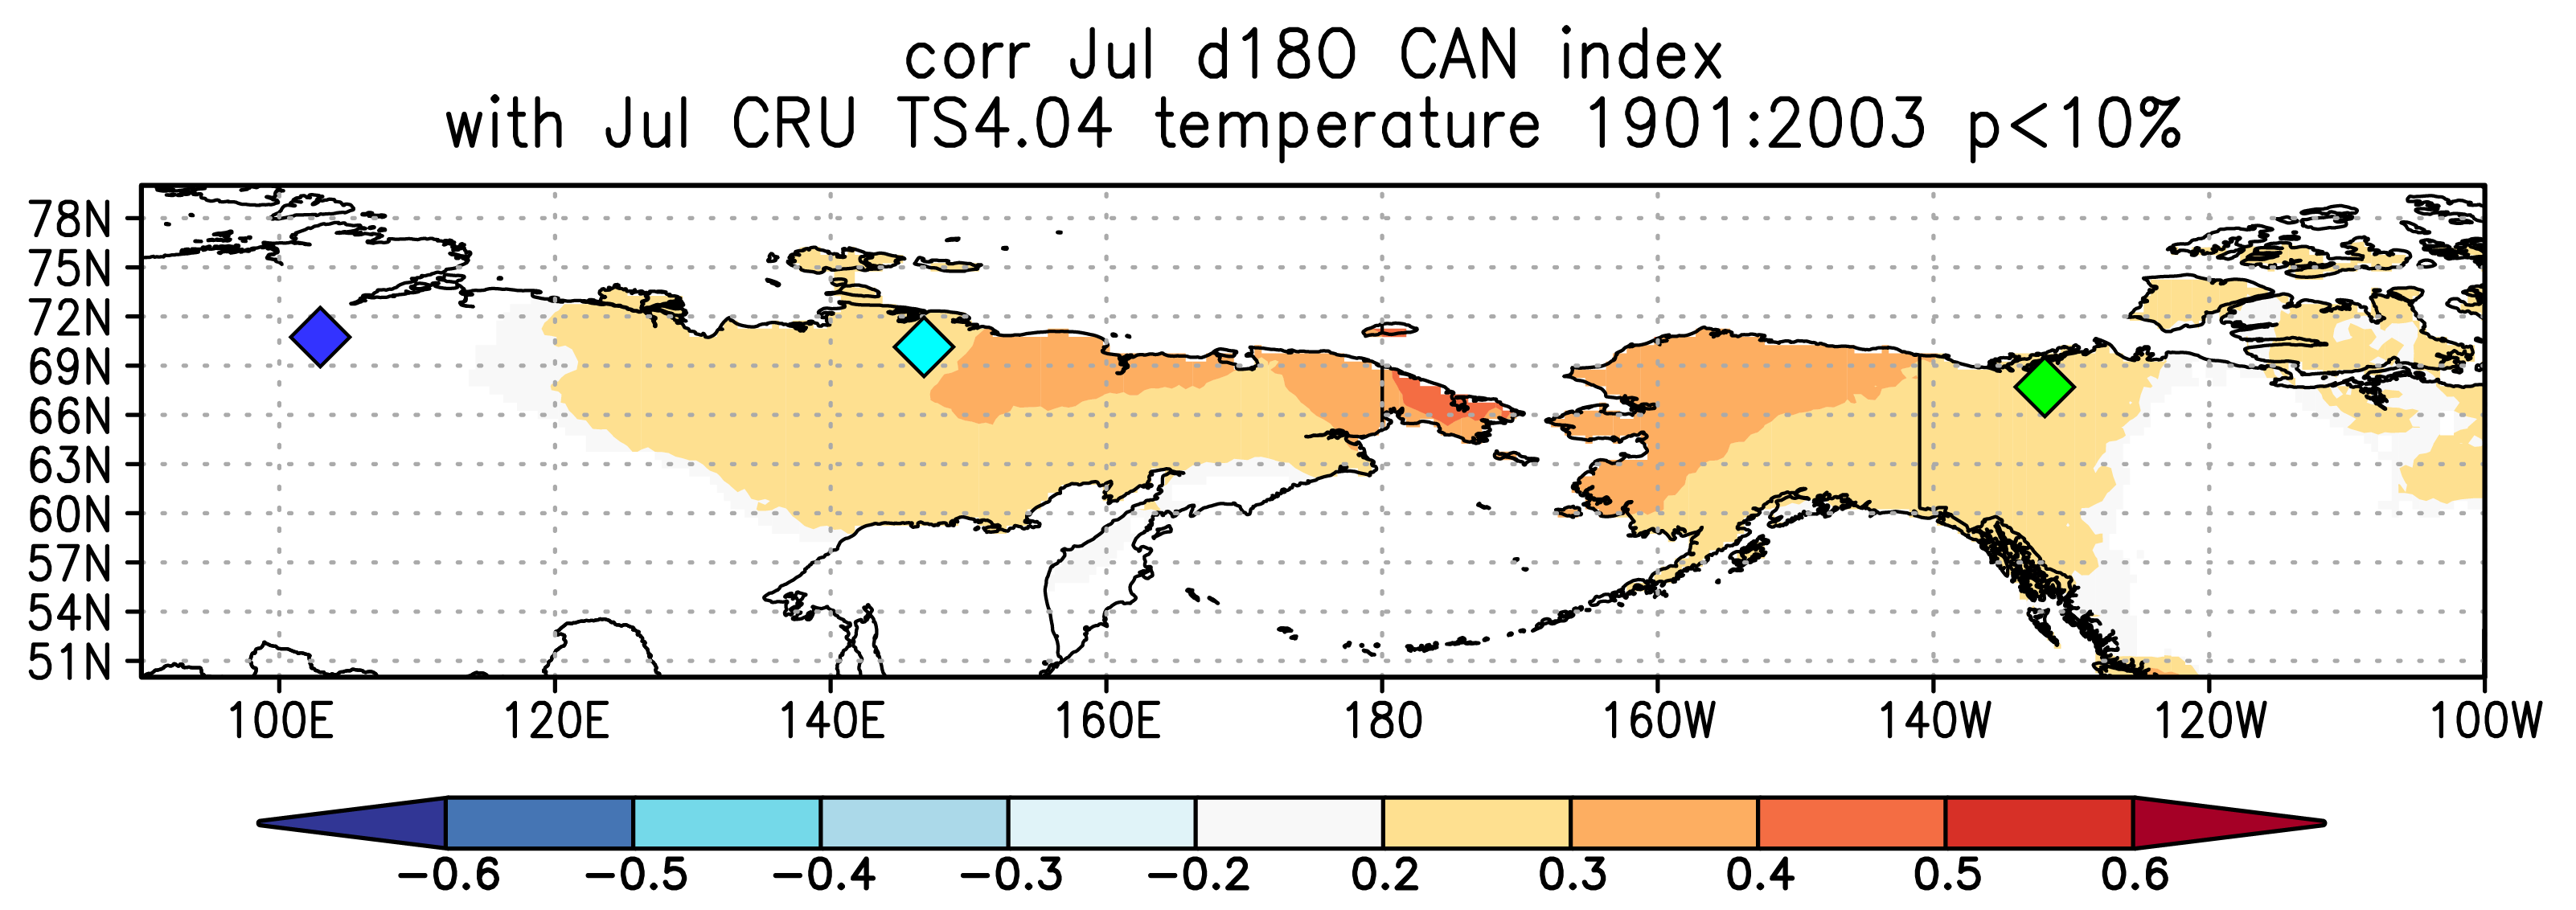 corr Jul d18O CAN index
with Jul CRU TS4.04 temperature 1901:2003 p<10%
78N
75N
72N
69N
66N
63N
60N
57N
54N
51N
100E 120E 140E 160E 180 160W 140W 120W 100W
−0.6 −0.5 −0.4 −0.3 −0.2 0.2 0.3 0.4 0.5 0.6